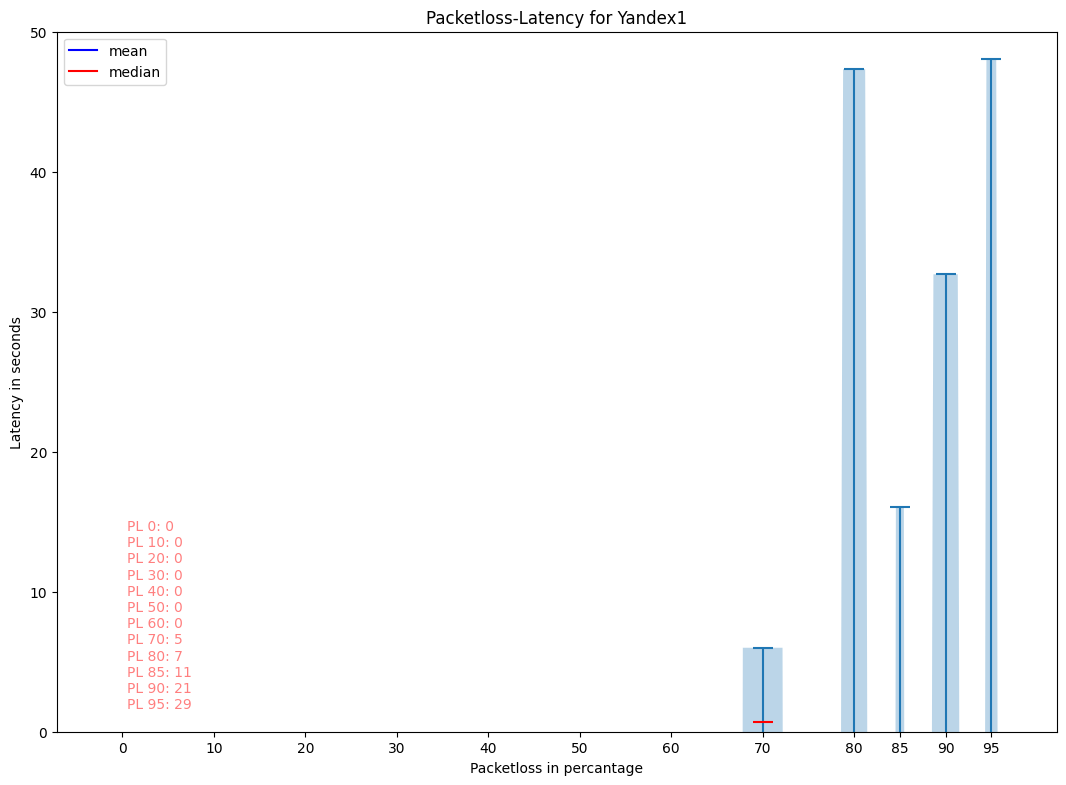 Packetloss-Latency for Yandex1
mean
median
Latency in seconds
50
40
30
20
10
0
PL 0: 0
PL 10: 0
PL 20: 0
PL 30: 0
PL 40: 0
PL 50: 0
PL 60: 0
PL 70: 5
PL 80: 7
PL 85: 11
PL 90: 21
PL 95: 29
0 10 20 30 40 50 60 70 80 85 90 95
Packetloss in percantage